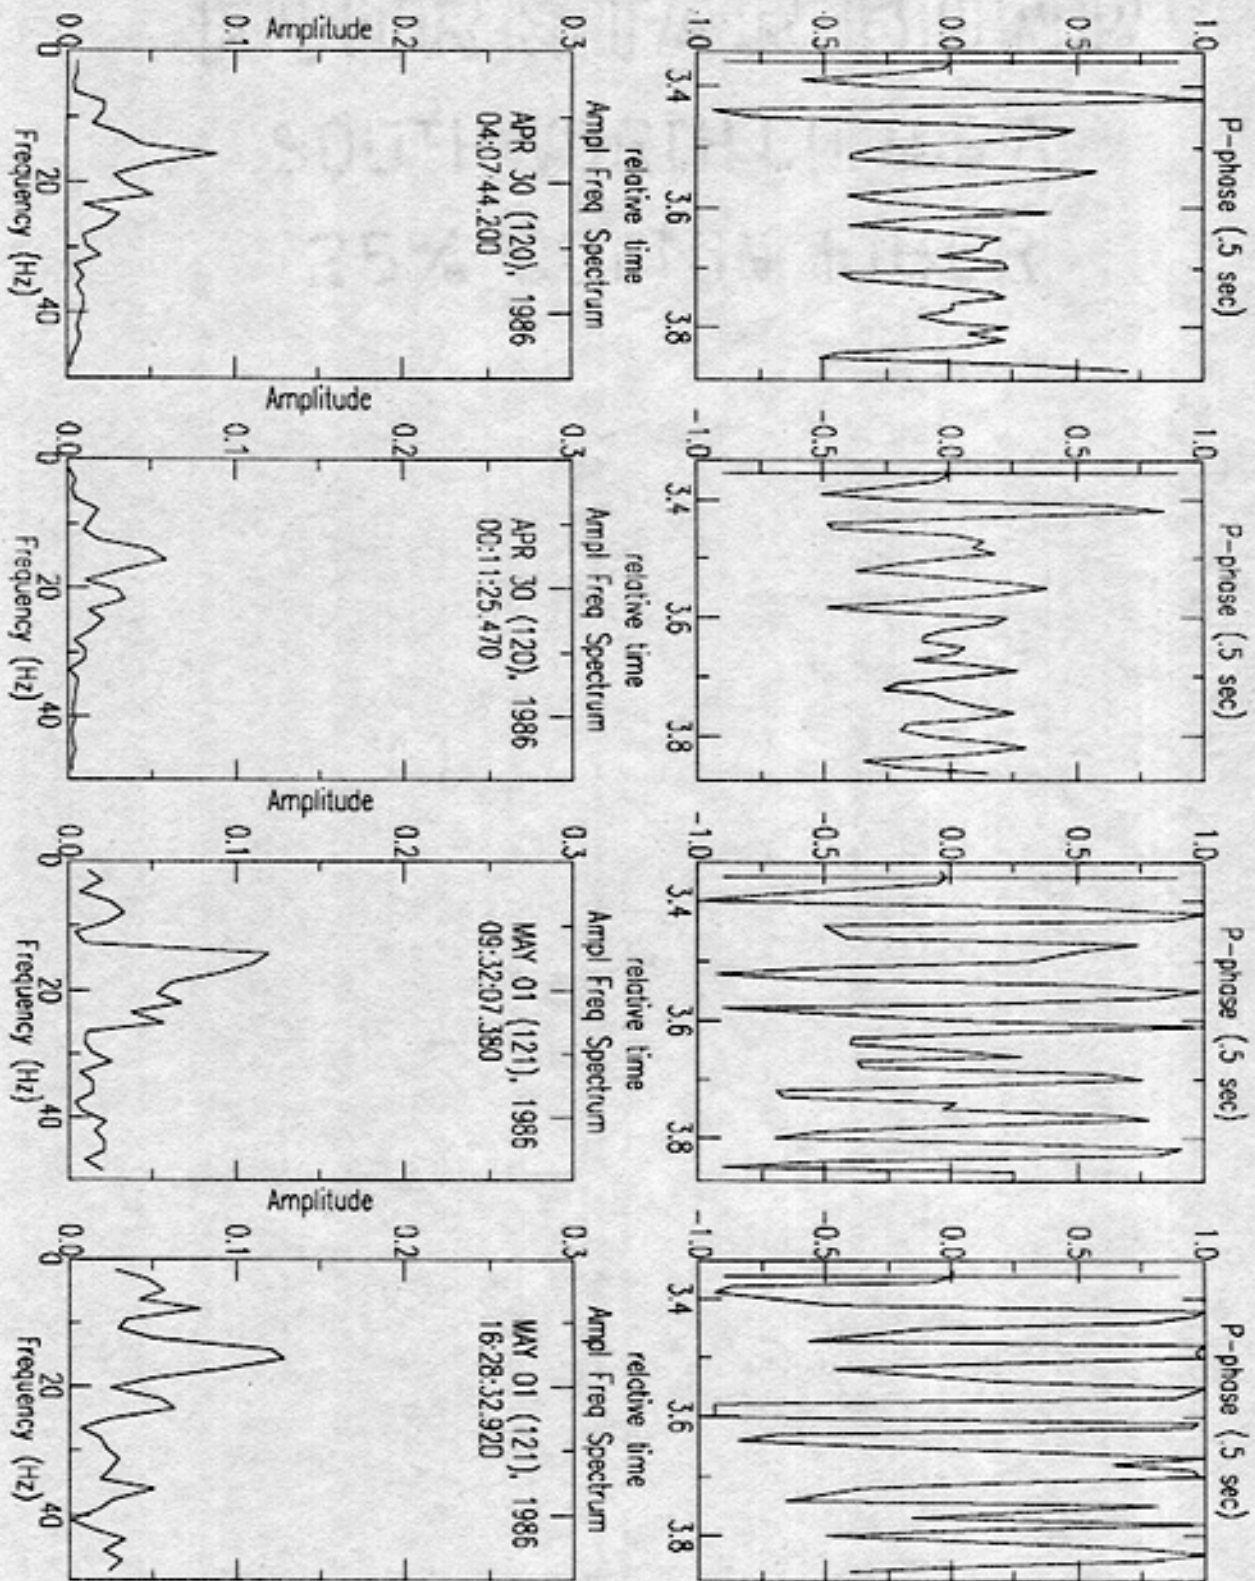 P-phase (.5 sec)
1.0
0.5
0.0
-0.5
1.0
3.4
3.6
3.8
relative time
Ampl Freq Spectrum
0.3
0.2
0.1
0.0
Amplitude
APR 30 (120), 1986
04:07:44.200
0
20
40
Frequency (Hz)
P-phase (.5 sec)
1.0
0.5
0.0
-0.5
-1.0
3.4
3.6
3.8
relative time
Ampl Freq Spectrum
0.3
0.2
0.1
0.0
Amplitude
APR 30 (120), 1986
00:11:25.470
0
20
40
Frequency (Hz)
P-phase (.5 sec)
1.0
0.5
0.0
-0.5
-1.0
3.4
3.6
3.8
relative time
Ampl Freq Spectrum
0.3
0.2
0.1
0.0
Amplitude
MAY 01 (121), 1986
09:32:07.380
0
20
40
Frequency (Hz)
P-phase (.5 sec)
1.0
0.5
0.0
-0.5
-1.0
3.4
3.6
3.8
relative time
Ampl Freq Spectrum
0.3
0.2
0.1
0.0
Amplitude
MAY 01 (121), 1986
16:28:32.920
0
20
40
Frequency (Hz)